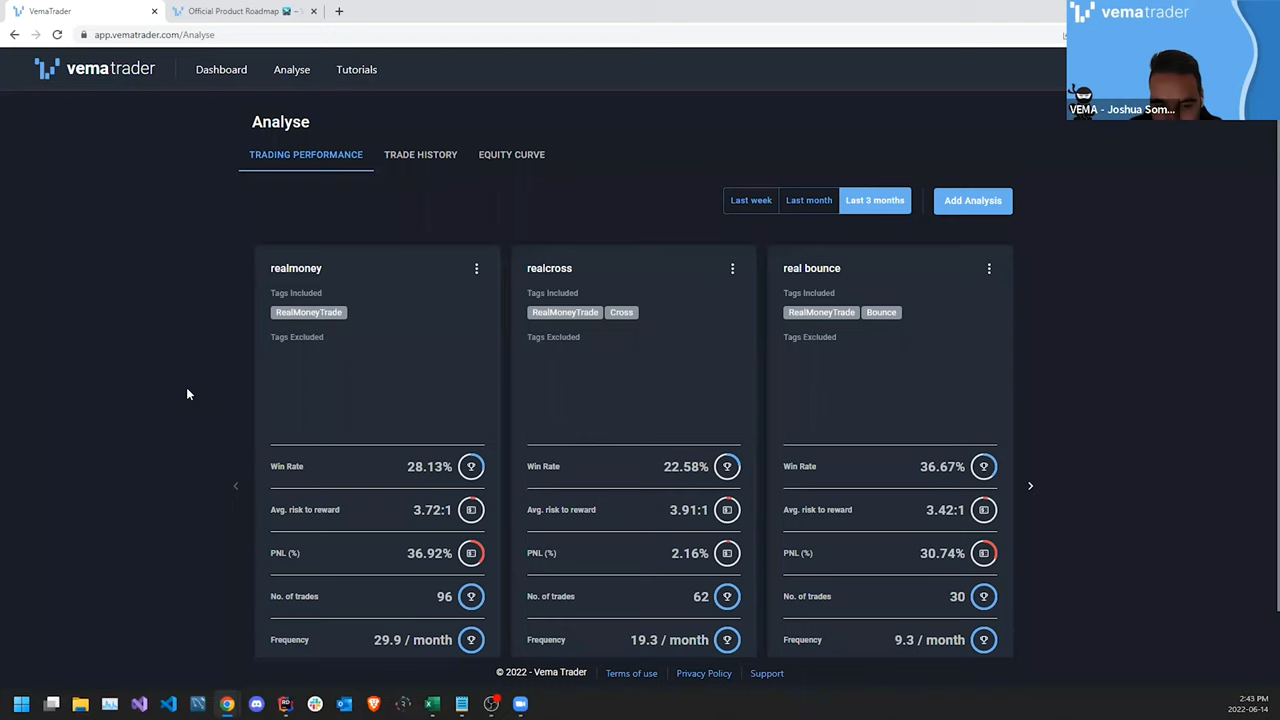 VemaTrader
Official Product Roadmap
app.vematrader.com/Analyse
vematrader
VEMA - Joshua Som...
vematrader
Dashboard
Analyse
Tutorials
Analyse
TRADING PERFORMANCE
TRADE HISTORY
EQUITY CURVE
Last week
Last month
Last 3 months
Add Analysis
realmoney
Tags Included
RealMoneyTrade
Tags Excluded
Win Rate 28.13%
Avg. risk to reward 3.72:1
PNL (%) 36.92%
No. of trades 96
Frequency 29.9 / month
realcross
Tags Included
RealMoneyTrade Cross
Tags Excluded
Win Rate 22.58%
Avg. risk to reward 3.91:1
PNL (%) 2.16%
No. of trades 62
Frequency 19.3 / month
real bounce
Tags Included
RealMoneyTrade Bounce
Tags Excluded
Win Rate 36.67%
Avg. risk to reward 3.42:1
PNL (%) 30.74%
No. of trades 30
Frequency 9.3 / month
© 2022 - Vema Trader
Terms of use
Privacy Policy
Support
2:43 PM
2022-06-14